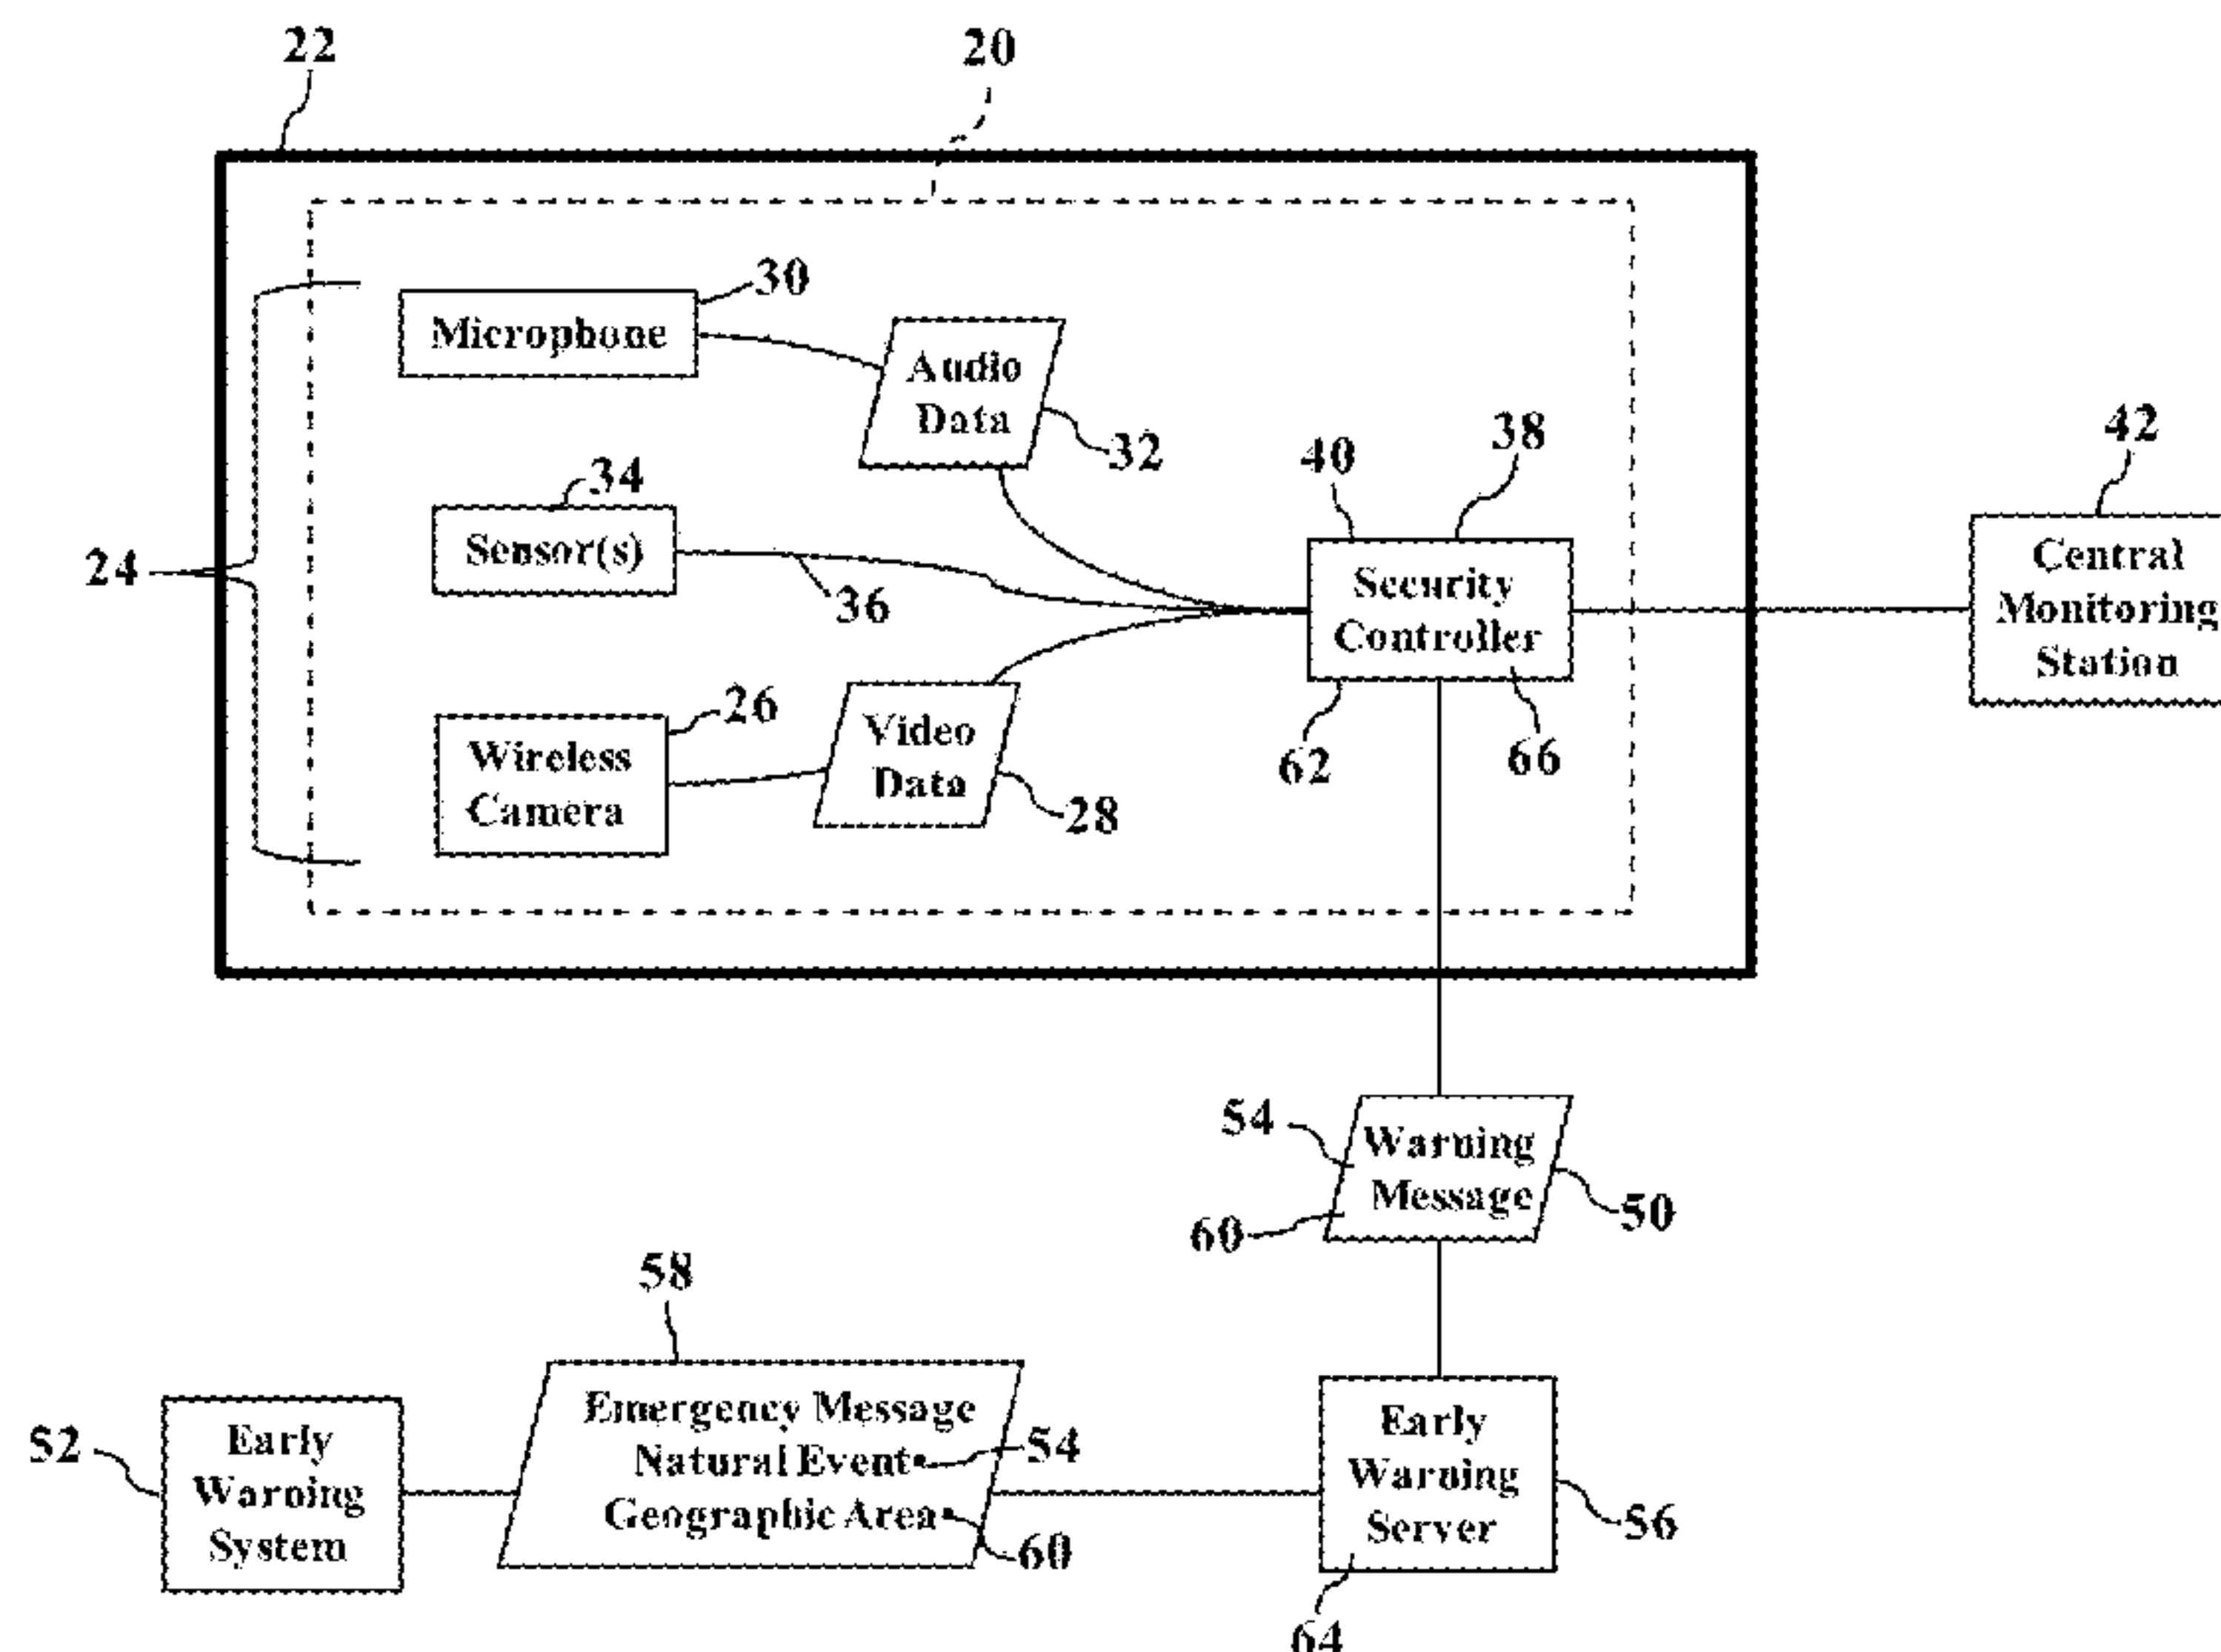 22
20
30
Microphone
Audio
Data
32
34
Sensor(s)
36
24
40
38
Security
Controller
62
66
42
Central
Monitoring
Station
26
Wireless
Camera
Video
Data
28
54
Warning
Message
60
50
58
52
Early
Warning
System
Emergency Message
Natural Event
54
Geographic Area
60
Early
Warning
Server
56
64